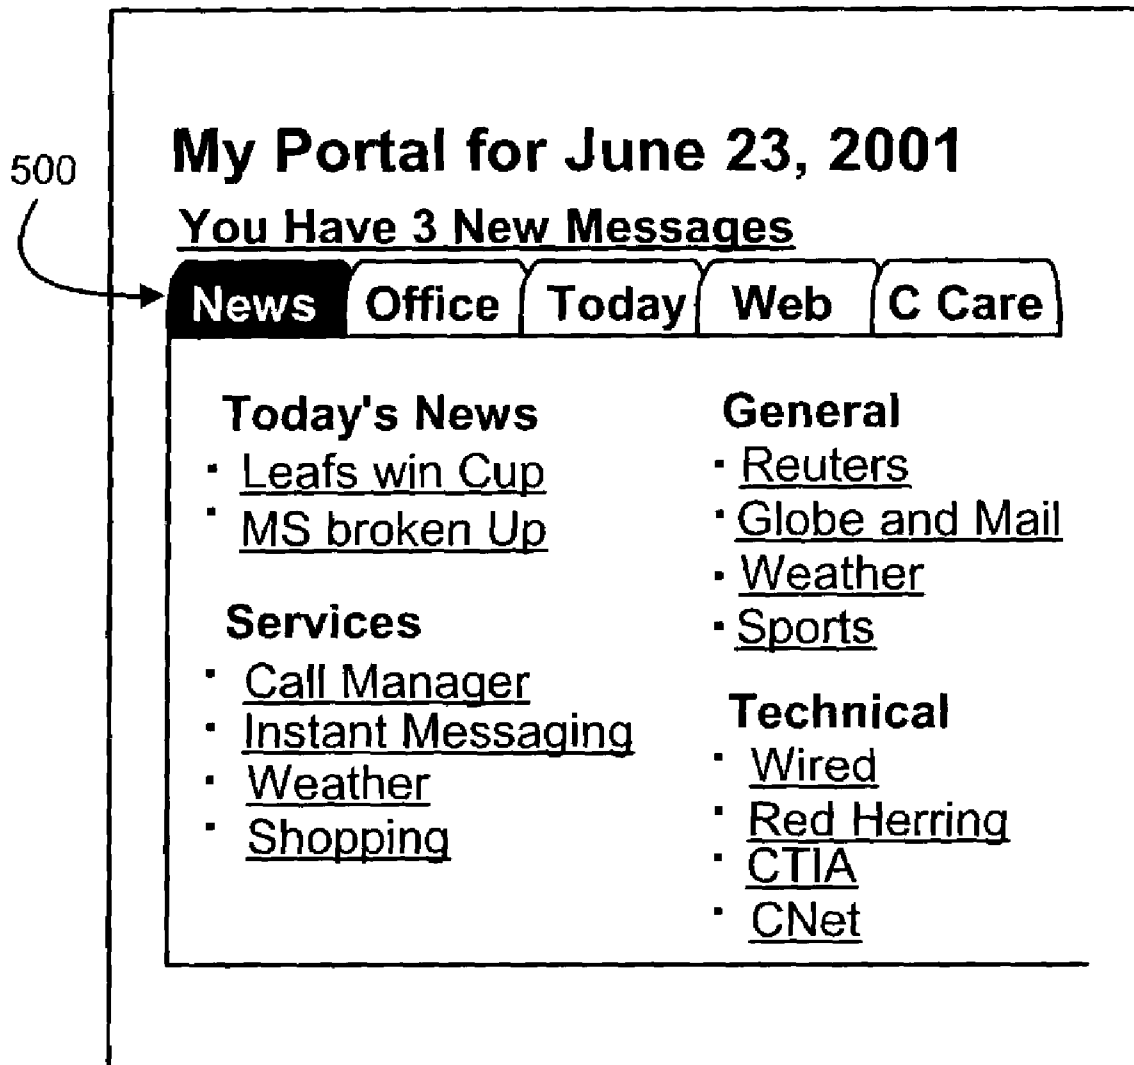 500
My Portal for June 23, 2001
You Have 3 New Messages
News Office Today Web C Care
Today's News
· Leafs win Cup
· MS broken Up
Services
· Call Manager
· Instant Messaging
· Weather
· Shopping
General
· Reuters
· Globe and Mail
· Weather
· Sports
Technical
· Wired
· Red Herring
· CTIA
· CNet